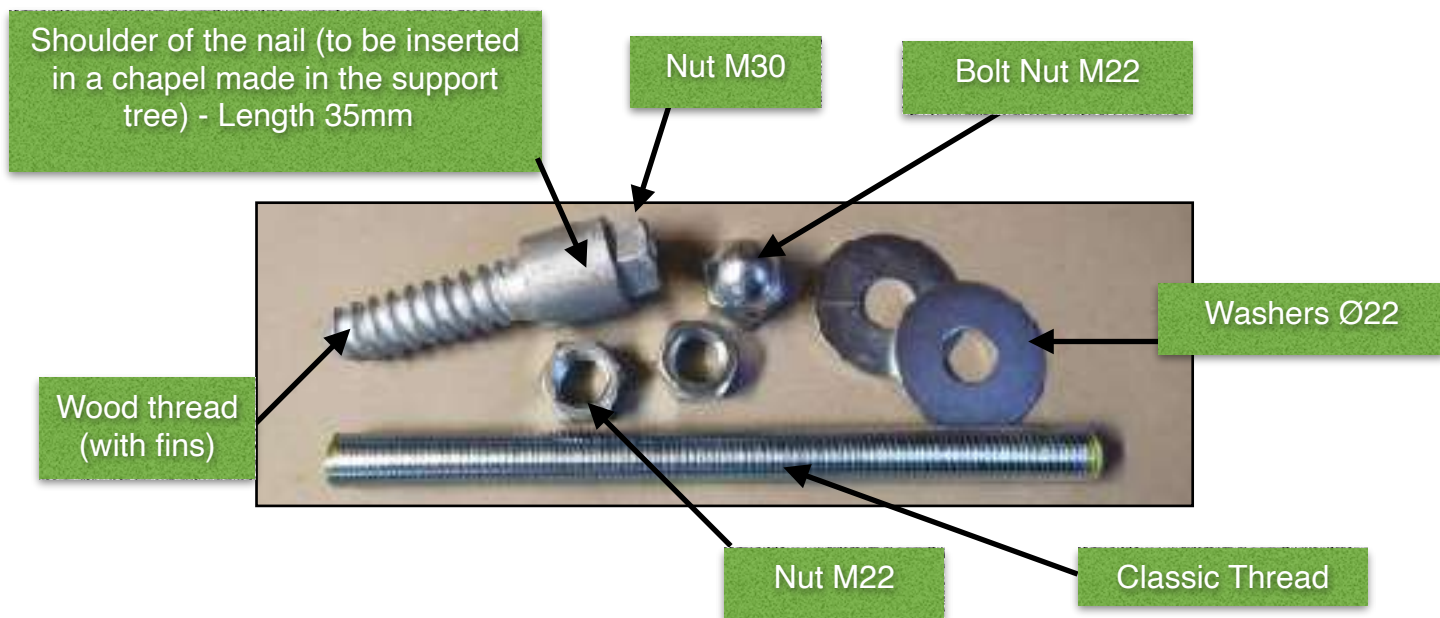 Shoulder of the nail (to be inserted
in a chapel made in the support
tree) - Length 35mm
Nut M30
Bolt Nut M22
Washers Ø22
Wood thread
(with fins)
Nut M22
Classic Thread